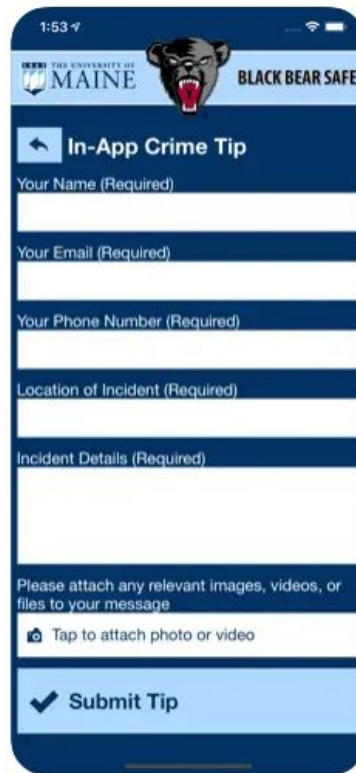 1:53
THE UNIVERSITY OF
MAINE
BLACK BEAR SAFE
In-App Crime Tip
Your Name (Required)
Your Email (Required)
Your Phone Number (Required)
Location of Incident (Required)
Incident Details (Required)
Please attach any relevant images, videos, or
files to your message
Tap to attach photo or video
Submit Tip